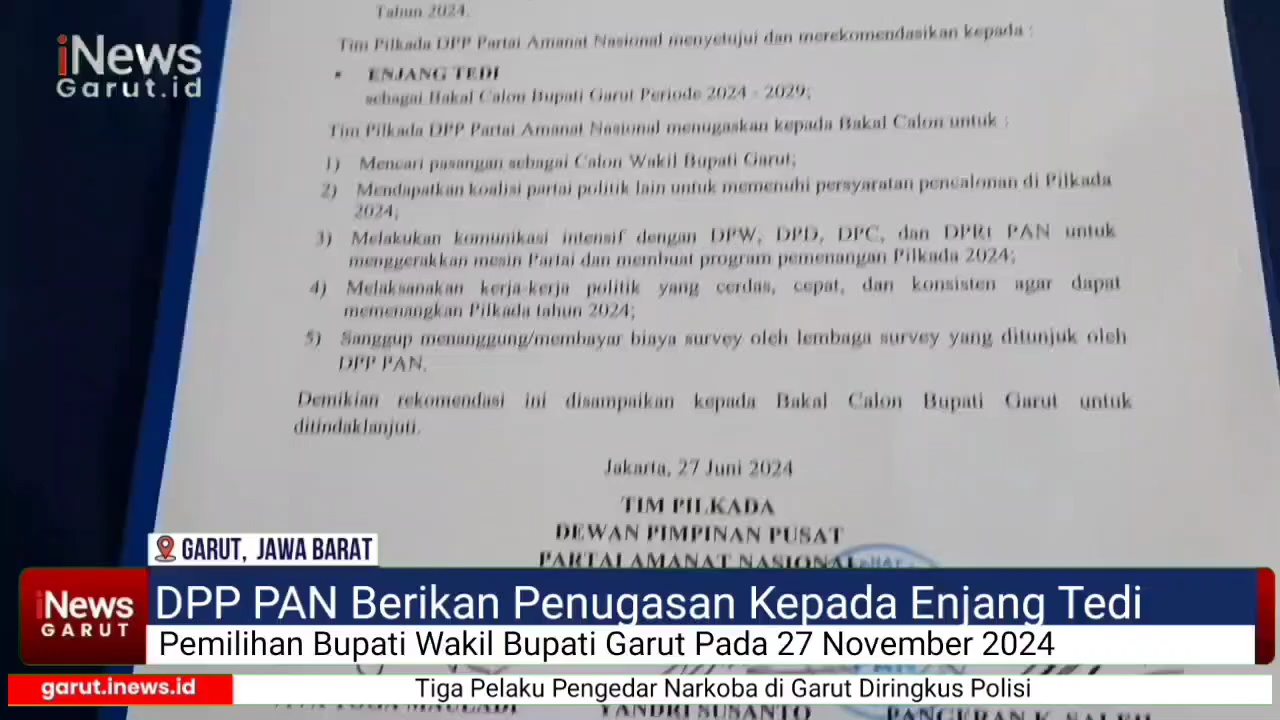 iNews
Garut.id
Tahun 2024.
Tim Pilkada DPP Partai Amanat Nasional menyetujui dan merekomendasikan kepada :
• ENJANG TEDI
sebagai Bakal Calon Bupati Garut Periode 2024 - 2029;
Tim Pilkada DPP Partai Amanat Nasional menugaskan kepada Bakal Calon untuk :
1) Mencari pasangan sebagai Calon Wakil Bupati Garut;
2) Mendapatkan koalisi partai politik lain untuk memenuhi persyaratan pencalonan di Pilkada
2024;
3) Melakukan komunikasi intensif dengan DPW, DPD, DPC, dan DPRt PAN untuk
menggerakkan mesin Partai dan membuat program pemenangan Pilkada 2024;
4) Melaksanakan kerja-kerja politik yang cerdas, cepat, dan konsisten agar dapat
memenangkan Pilkada tahun 2024;
5) Sanggup menanggung/membayar biaya survey oleh lembaga survey yang ditunjuk oleh
DPP PAN.
Demikian rekomendasi ini disampaikan kepada Bakal Calon Bupati Garut untuk
ditindaklanjuti.
Jakarta, 27 Juni 2024
TIM PILKADA
DEWAN PIMPINAN PUSAT
PARTAI AMANAT NASIONAL
GARUT, JAWA BARAT
iNews
GARUT
DPP PAN Berikan Penugasan Kepada Enjang Tedi
Pemilihan Bupati Wakil Bupati Garut Pada 27 November 2024
garut.inews.id
Tiga Pelaku Pengedar Narkoba di Garut Diringkus Polisi
YANDRI SUSANTO
PANGERAN K. SALEH